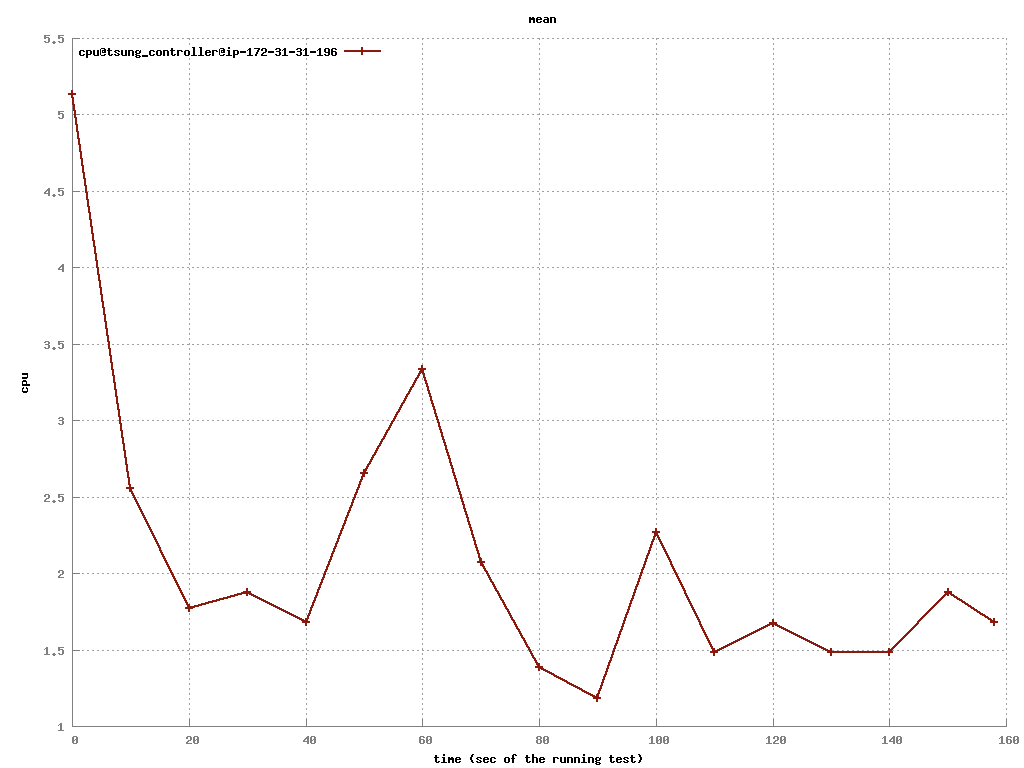 mean
cpu@tsung_controller@ip-172-31-31-196
5.5
5
4.5
4
3.5
3
2.5
2
1.5
1
cpu
0 20 40 60 80 100 120 140 160
time (sec of the running test)